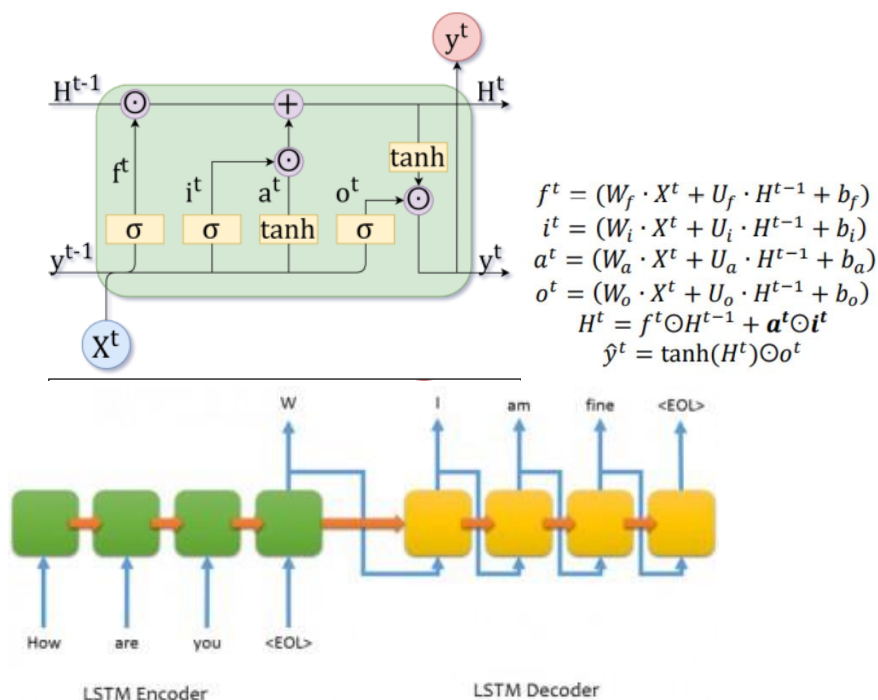 y^t
H^{t-1}
H^t
⊙
+
f^t
i^t
a^t
⊙
o^t
tanh
⊙
σ
σ
tanh
σ
y^{t-1}
y^t
X^t
f^t = (W_f · X^t + U_f · H^{t-1} + b_f)
i^t = (W_i · X^t + U_i · H^{t-1} + b_i)
a^t = (W_a · X^t + U_a · H^{t-1} + b_a)
o^t = (W_o · X^t + U_o · H^{t-1} + b_o)
H^t = f^t⊙H^{t-1} + a^t⊙i^t
ŷ^t = tanh(H^t)⊙o^t
W I am fine <EOL>
How are you <EOL>
LSTM Encoder LSTM Decoder